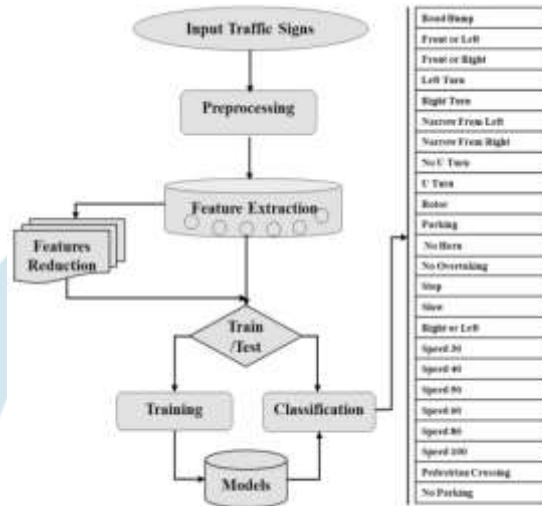 Input Traffic Signs
Preprocessing
Feature Extraction
Features
Reduction
Train
/Test
Training
Classification
Models
Road Bump
Front or Left
Front or Right
Left Turn
Right Turn
Narrow From Left
Narrow From Right
No U Turn
U Turn
Rotor
Parking
No Horn
No Overtaking
Stop
Slow
Right or Left
Speed 30
Speed 40
Speed 50
Speed 60
Speed 80
Speed 100
Pedestrian Crossing
No Parking